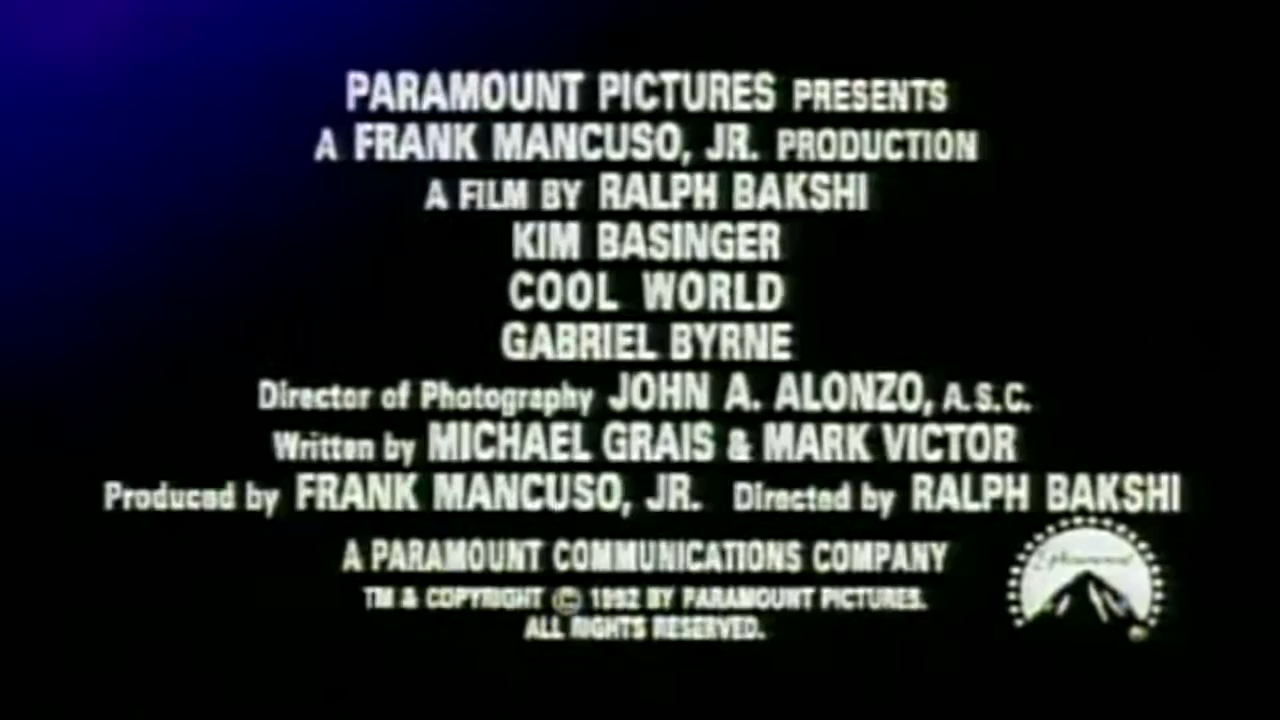 PARAMOUNT PICTURES PRESENTS
A FRANK MANCUSO, JR. PRODUCTION
A FILM BY RALPH BAKSHI
KIM BASINGER
COOL WORLD
GABRIEL BYRNE
Director of Photography JOHN A. ALONZO, A.S.C.
Written by MICHAEL GRAIS & MARK VICTOR
Produced by FRANK MANCUSO, JR. Directed by RALPH BAKSHI
A PARAMOUNT COMMUNICATIONS COMPANY
Paramount
TM & COPYRIGHT © 1992 BY PARAMOUNT PICTURES.
ALL RIGHTS RESERVED.